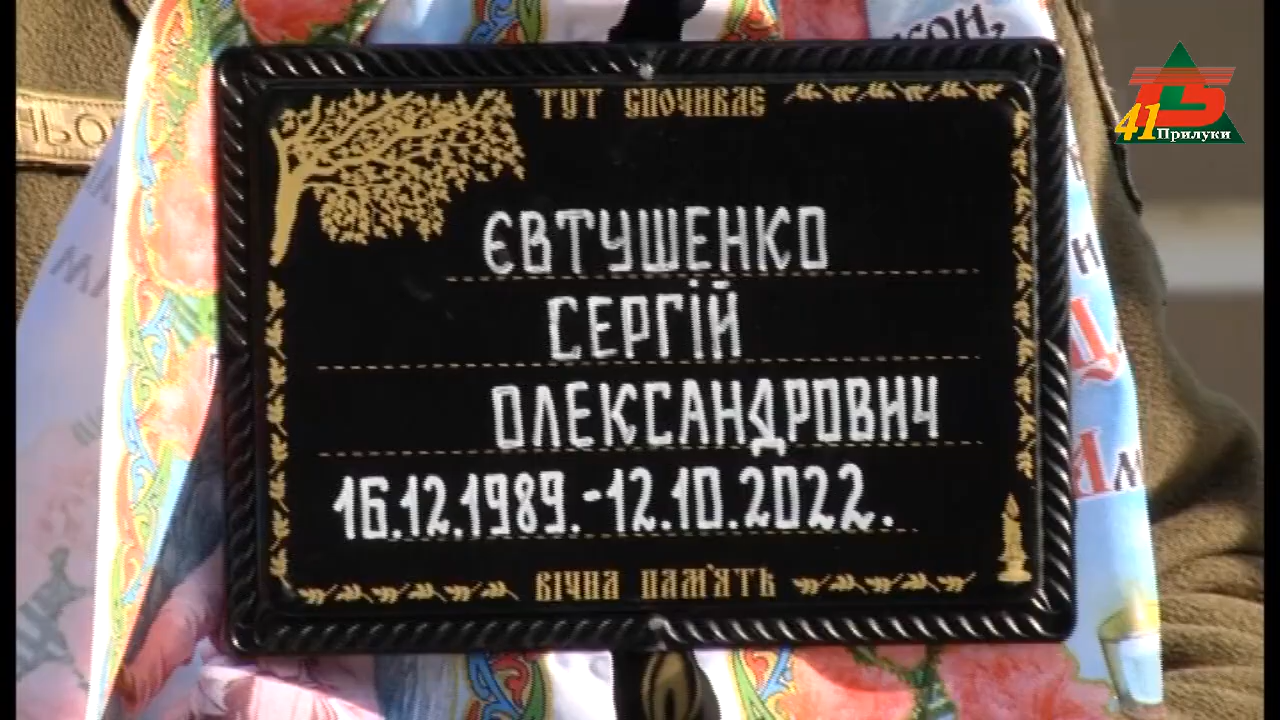 ТУТ СПОЧИВАЄ
ЄВТУШЕНКО
СЕРГІЙ
ОЛЕКСАНДРОВИЧ
16.12.1989.-12.10.2022.
ВІЧНА ПАМ'ЯТЬ
41
Прилуки